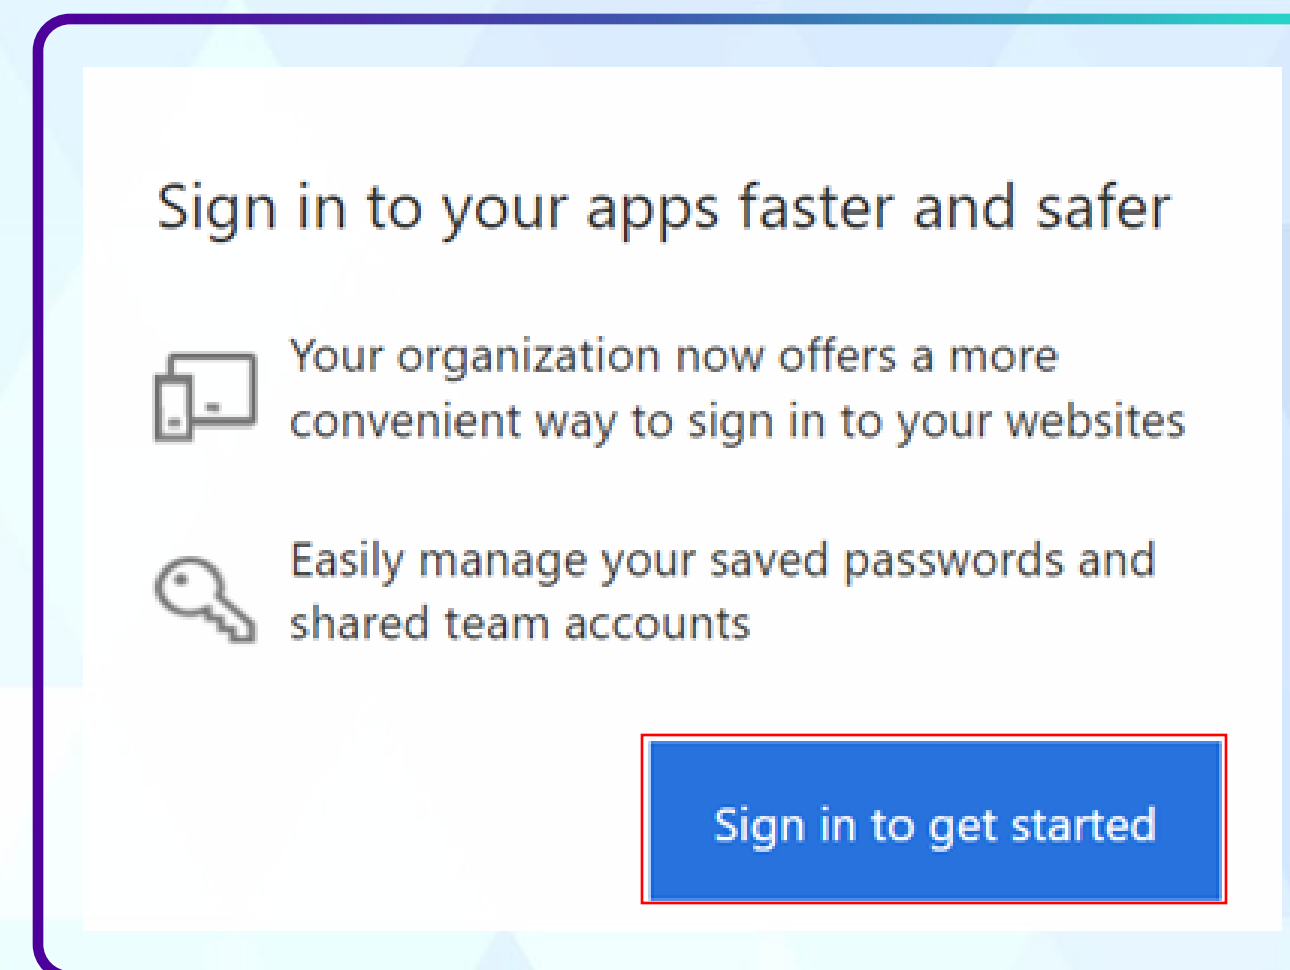 Sign in to your apps faster and safer
Your organization now offers a more
convenient way to sign in to your websites
Easily manage your saved passwords and
shared team accounts
Sign in to get started